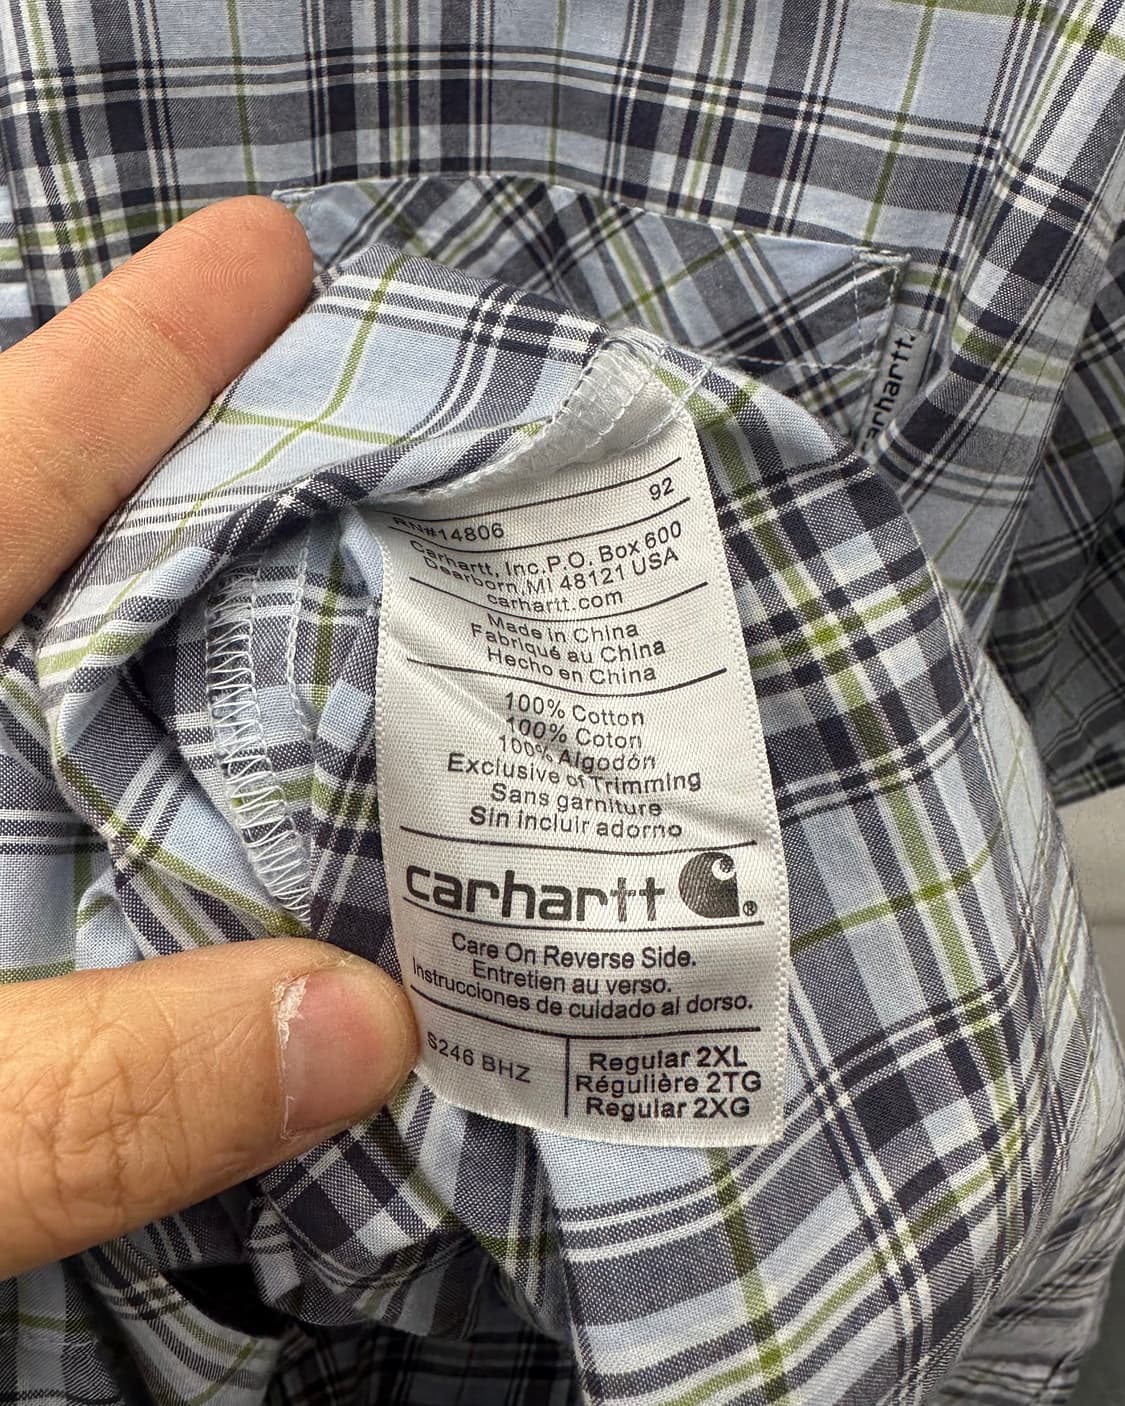 carhartt.
92
RN#14806
Carhartt, Inc.P.O. Box 600
Dearborn,MI 48121 USA
carhartt.com
Made in China
Fabriqué au China
Hecho en China
100% Cotton
100% Coton
100% Algodón
Exclusive of Trimming
Sans garniture
Sin incluir adorno
carhartt ®
Care On Reverse Side.
Entretien au verso.
Instrucciones de cuidado al dorso.
S246 BHZ
Regular 2XL
Régulière 2TG
Regular 2XG